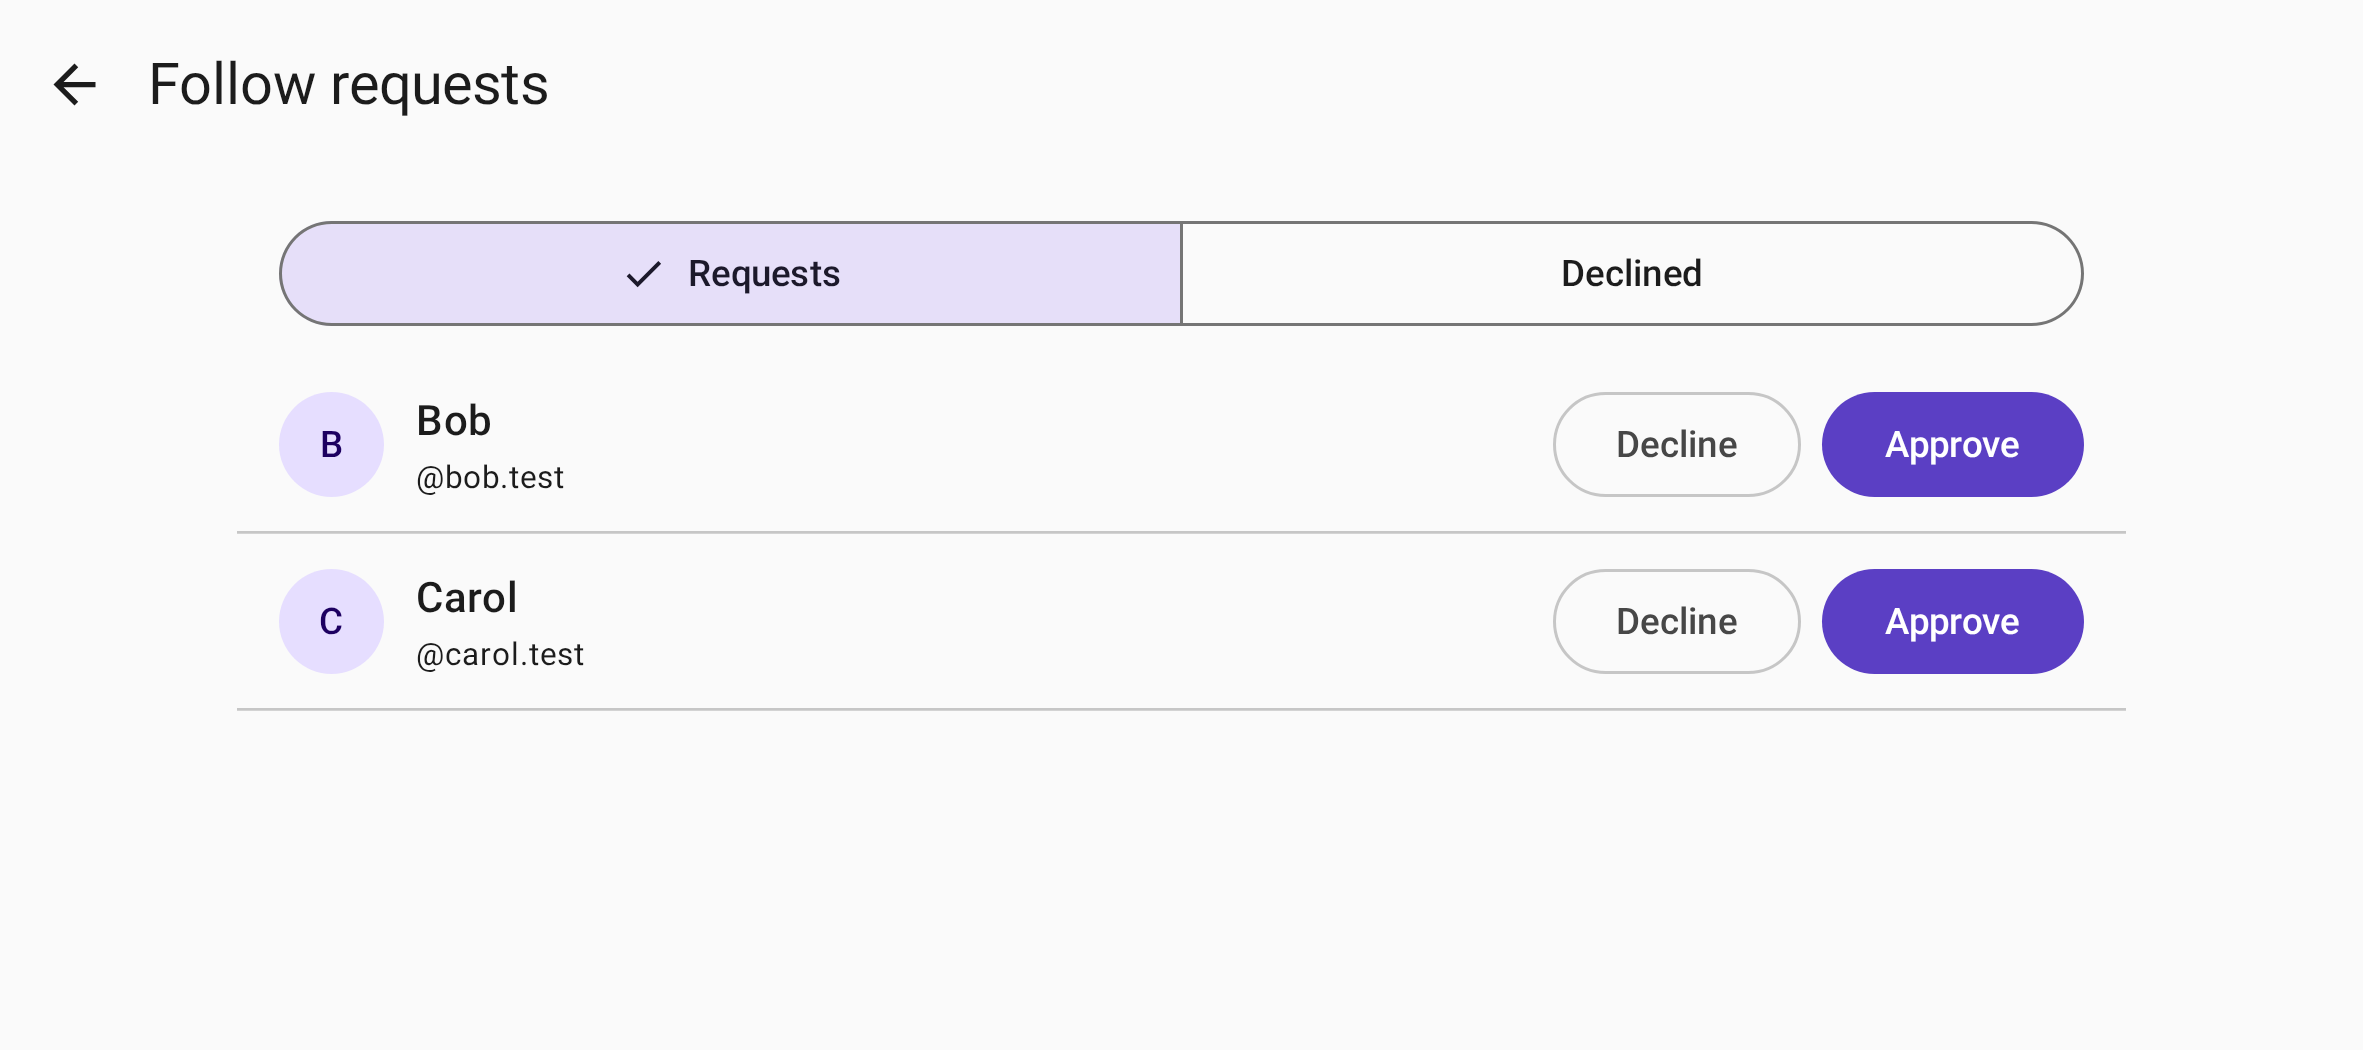 Follow requests
Requests
Declined
B
Bob
@bob.test
Decline
Approve
C
Carol
@carol.test
Decline
Approve